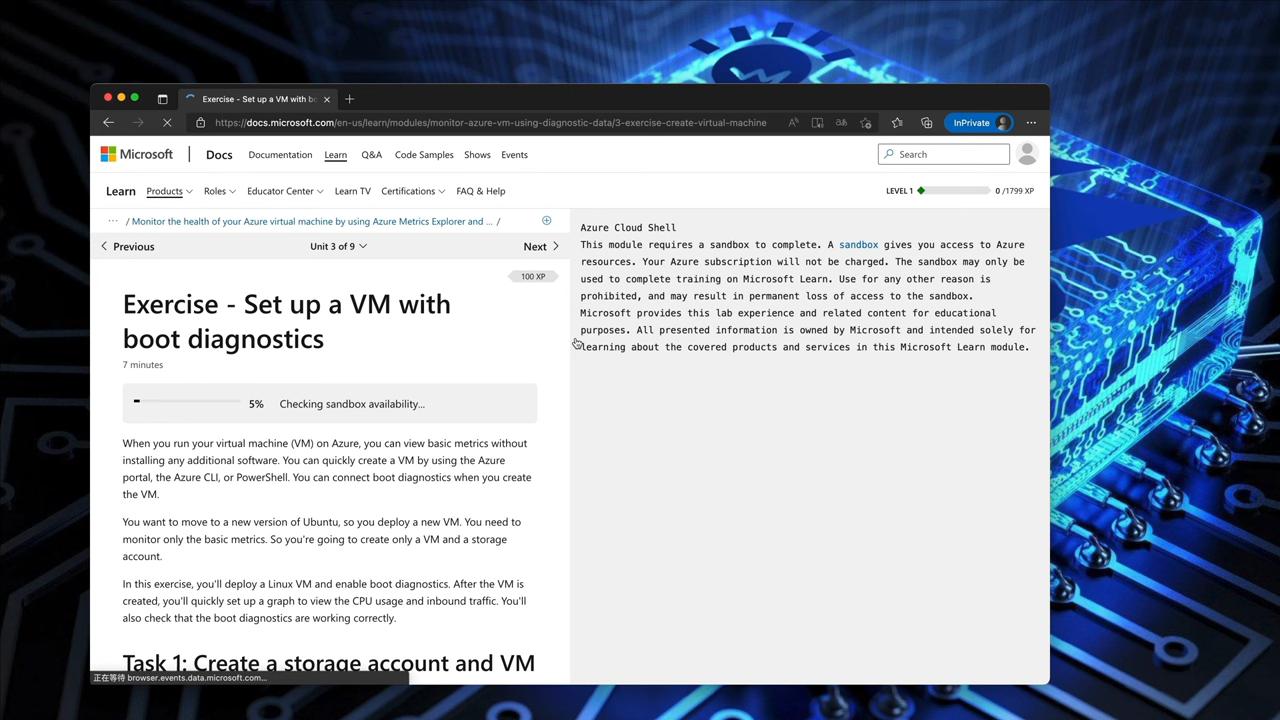 Exercise - Set up a VM with bo
https://docs.microsoft.com/en-us/learn/modules/monitor-azure-vm-using-diagnostic-data/3-exercise-create-virtual-machine
InPrivate
Microsoft
Docs
Documentation
Learn
Q&A
Code Samples
Shows
Events
Search
Learn
Products
Roles
Educator Center
Learn TV
Certifications
FAQ & Help
LEVEL 1
0 /1799 XP
··· / Monitor the health of your Azure virtual machine by using Azure Metrics Explorer and ... /
Previous
Unit 3 of 9
Next
100 XP
Exercise - Set up a VM with
boot diagnostics
7 minutes
5%
Checking sandbox availability...
When you run your virtual machine (VM) on Azure, you can view basic metrics without
installing any additional software. You can quickly create a VM by using the Azure
portal, the Azure CLI, or PowerShell. You can connect boot diagnostics when you create
the VM.
You want to move to a new version of Ubuntu, so you deploy a new VM. You need to
monitor only the basic metrics. So you're going to create only a VM and a storage
account.
In this exercise, you'll deploy a Linux VM and enable boot diagnostics. After the VM is
created, you'll quickly set up a graph to view the CPU usage and inbound traffic. You'll
also check that the boot diagnostics are working correctly.
Task 1: Create a storage account and VM
正在等待 browser.events.data.microsoft.com...
Azure Cloud Shell
This module requires a sandbox to complete. A sandbox gives you access to Azure
resources. Your Azure subscription will not be charged. The sandbox may only be
used to complete training on Microsoft Learn. Use for any other reason is
prohibited, and may result in permanent loss of access to the sandbox.
Microsoft provides this lab experience and related content for educational
purposes. All presented information is owned by Microsoft and intended solely for
learning about the covered products and services in this Microsoft Learn module.